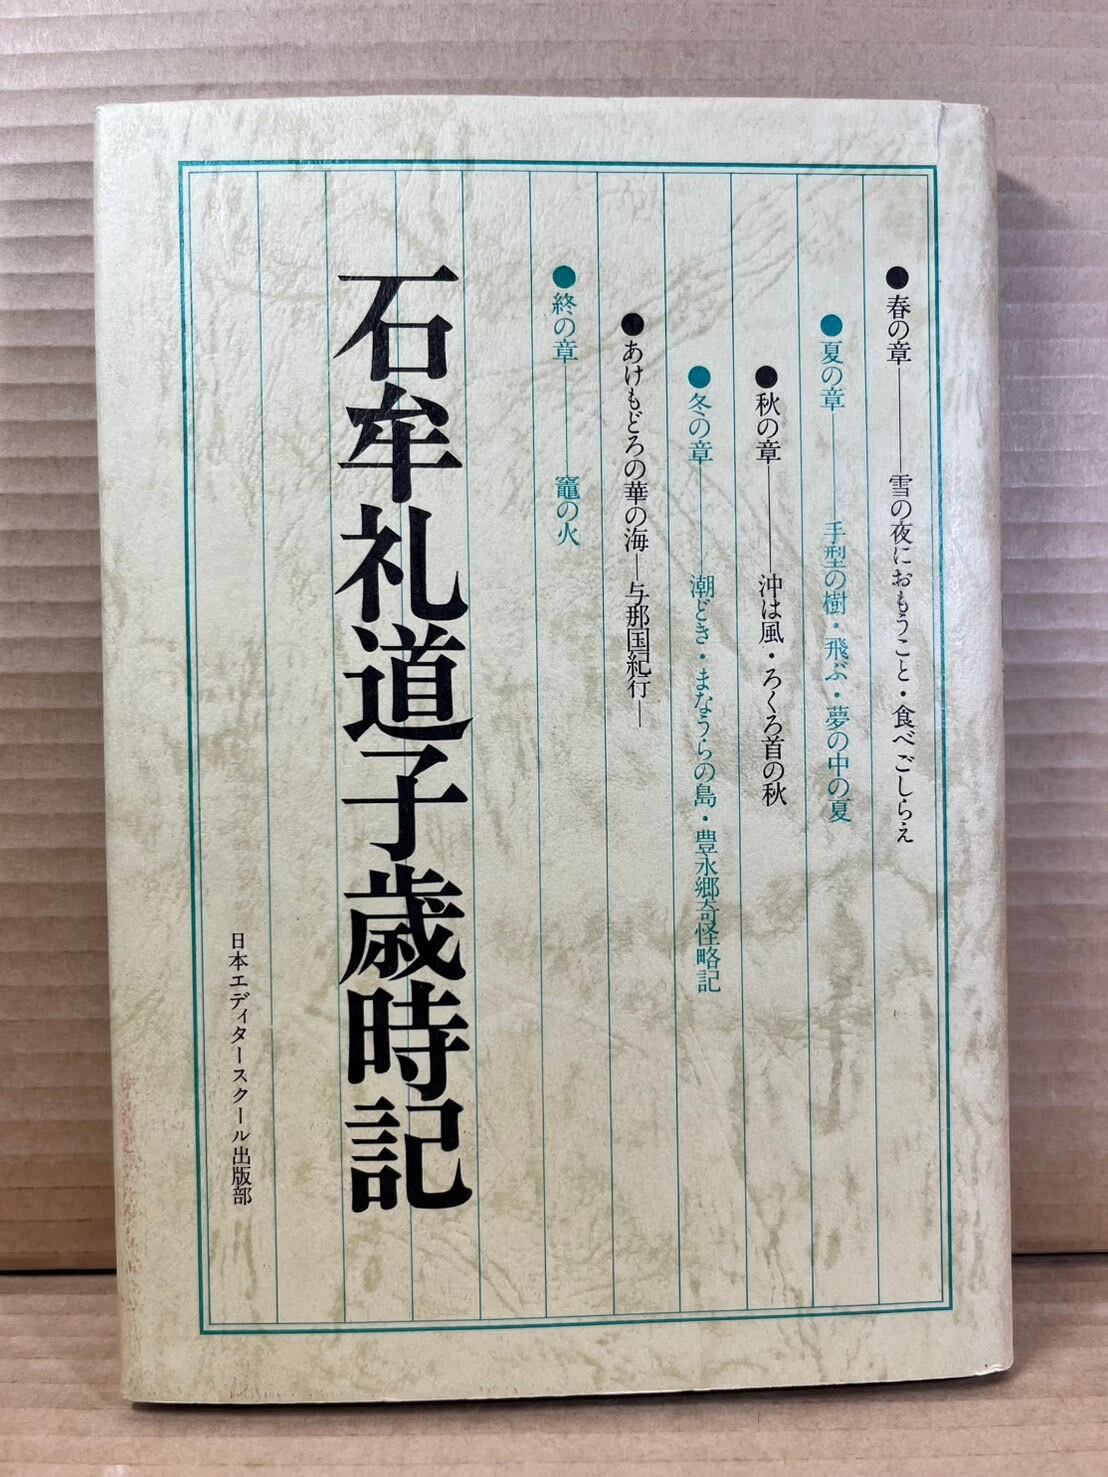 ●春の章――雪の夜におもうこと・食べごしらえ
●夏の章――手型の樹・飛ぶ・夢の中の夏
●秋の章――沖は風・ろくろ首の秋
●冬の章――潮どき・まなうらの島・豊永郷奇怪略記
●あけもどろの華の海―与那国紀行―
●終の章――竈の火
石牟礼道子歳時記
日本エディタースクール出版部